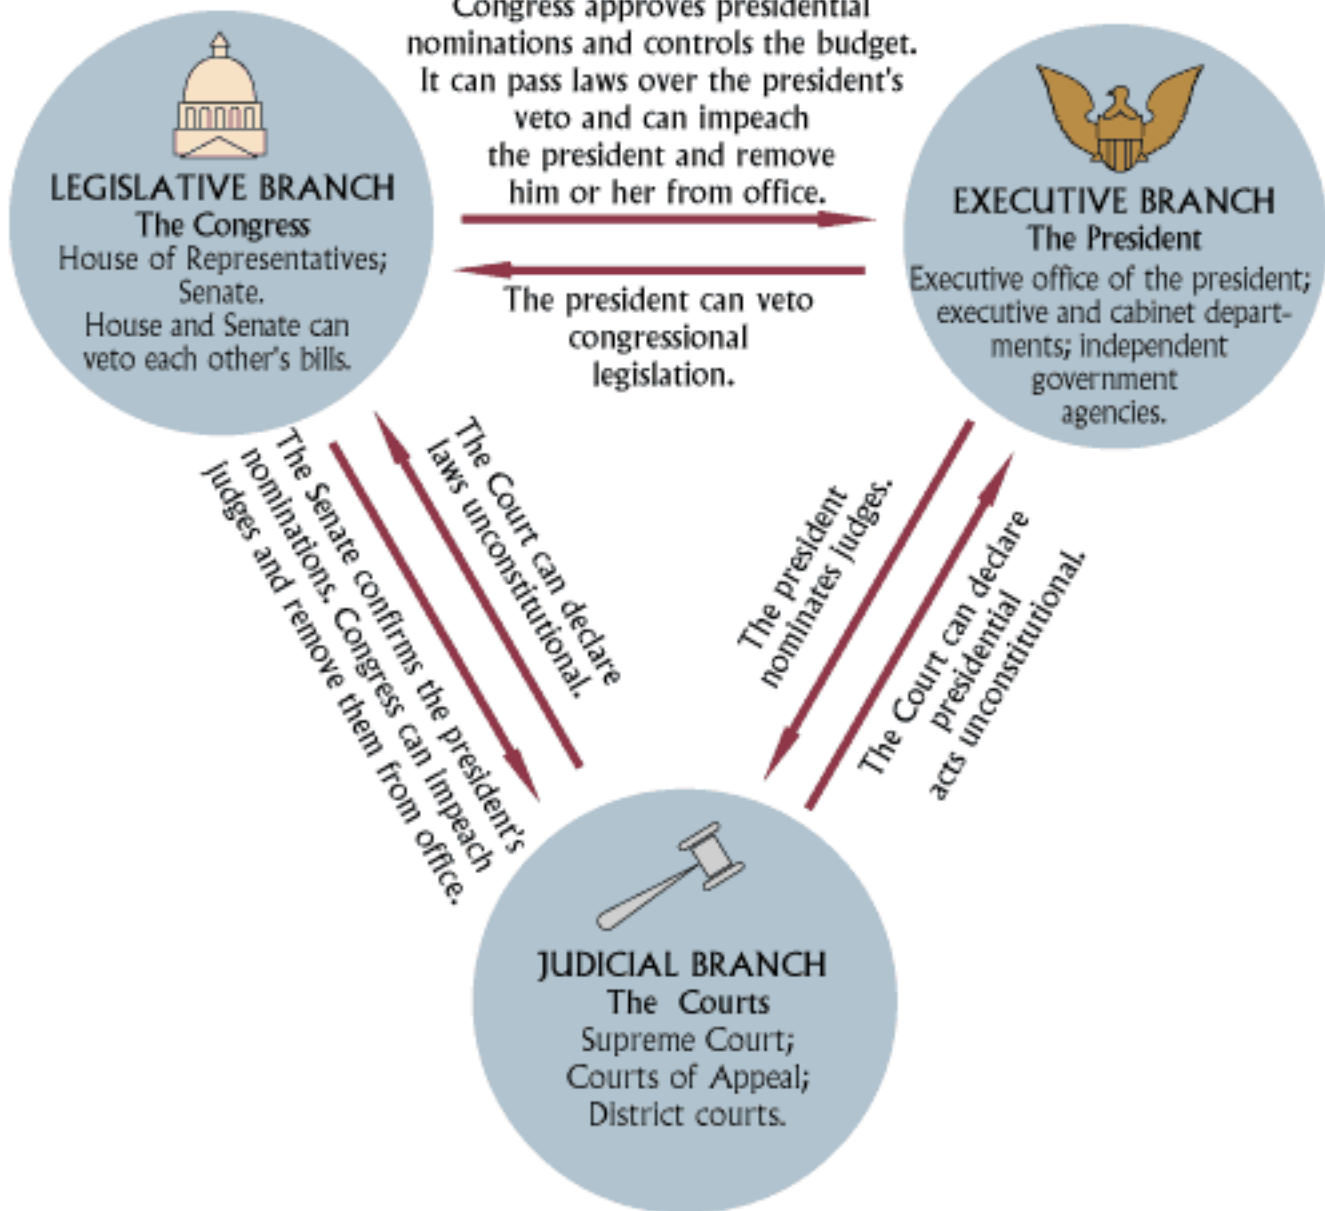 Congress approves presidential
nominations and controls the budget.
It can pass laws over the president's
veto and can impeach
the president and remove
him or her from office.
LEGISLATIVE BRANCH
The Congress
House of Representatives;
Senate.
House and Senate can
veto each other's bills.
EXECUTIVE BRANCH
The President
Executive office of the president;
executive and cabinet depart-
ments; independent
government
agencies.
The president can veto
congressional
legislation.
The Senate confirms the president's
nominations. Congress can impeach
judges and remove them from office.
The Court can declare
laws unconstitutional.
The president
nominates judges.
The Court can declare
presidential
acts unconstitutional.
JUDICIAL BRANCH
The Courts
Supreme Court;
Courts of Appeal;
District courts.